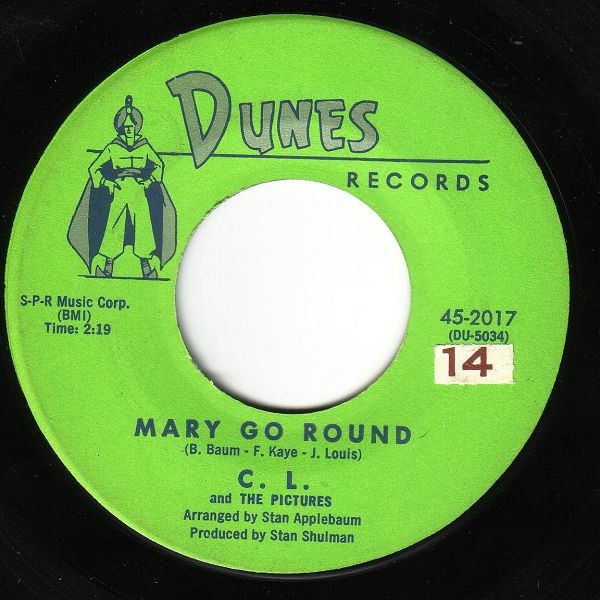 DUNES
RECORDS
S-P-R Music Corp.
(BMI)
Time: 2:19
45-2017
(DU-5034)
14
MARY GO ROUND
(B. Baum - F. Kaye - J. Louis)
C. L.
and THE PICTURES
Arranged by Stan Applebaum
Produced by Stan Shulman